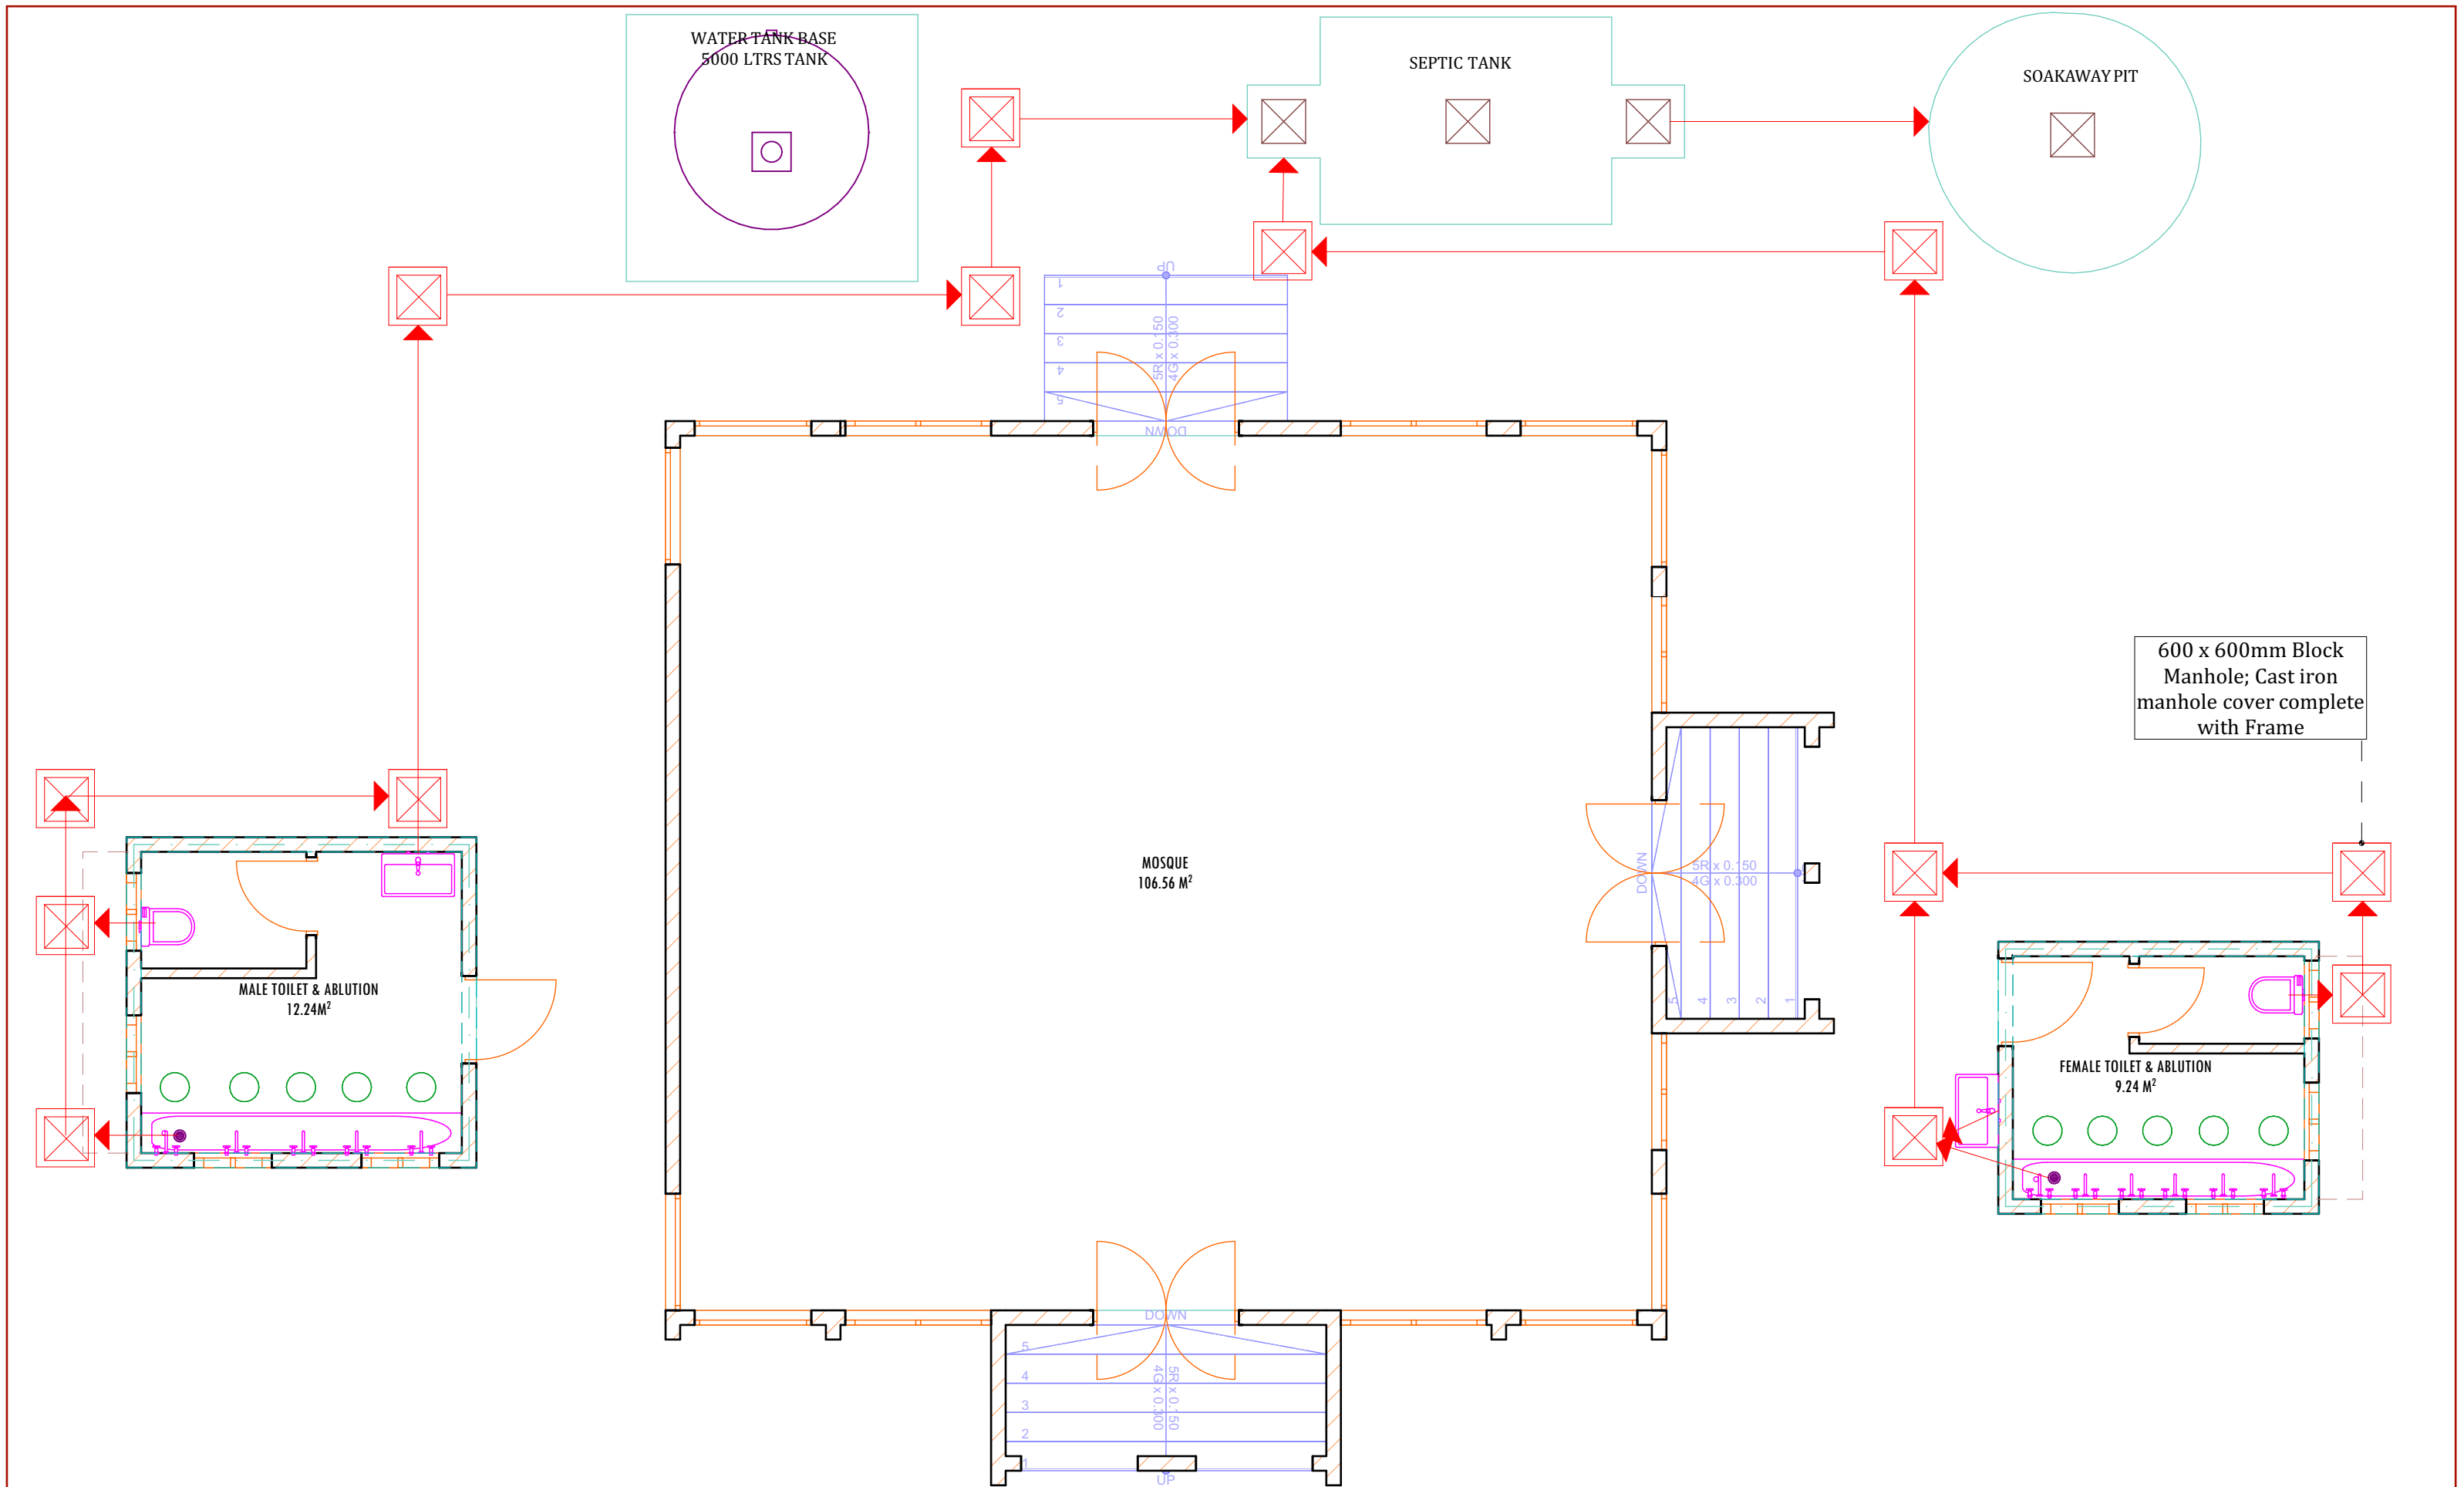 WATER TANK BASE
5000 LTRS TANK
SEPTIC TANK
SOAKAWAY PIT
UP
1
2
3
4
5
5R x 0.150
4G x 0.300
DOWN
600 x 600mm Block
Manhole; Cast iron
manhole cover complete
with Frame
MOSQUE
106.56 M²
DOWN
5R x 0.150
4G x 0.300
5
4
3
2
1
MALE TOILET & ABLUTION
12.24M²
FEMALE TOILET & ABLUTION
9.24 M²
DOWN
5
4
3
2
1
5R x 0.150
4G x 0.300
UP